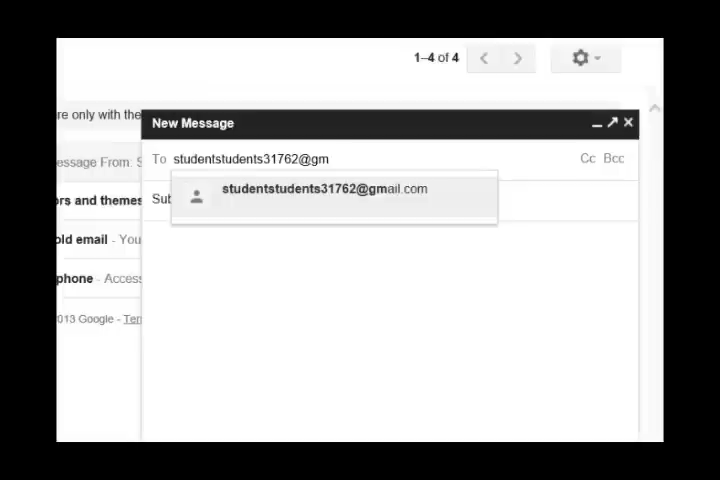 1–4 of 4
re only with the
New Message
To studentstudents31762@gm
Cc Bcc
essage From:
studentstudents31762@gmail.com
ors and themes
Sub
old email - You
phone - Access
013 Google - Ter